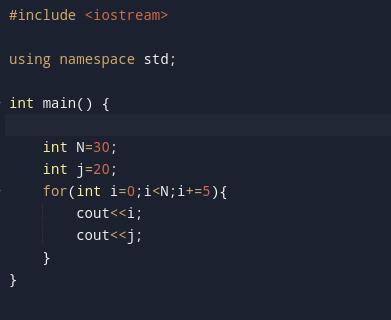 #include <iostream>
using namespace std;
int main() {
    int N=30;
    int j=20;
    for(int i=0;i<N;i+=5){
        cout<<i;
        cout<<j;
    }
}